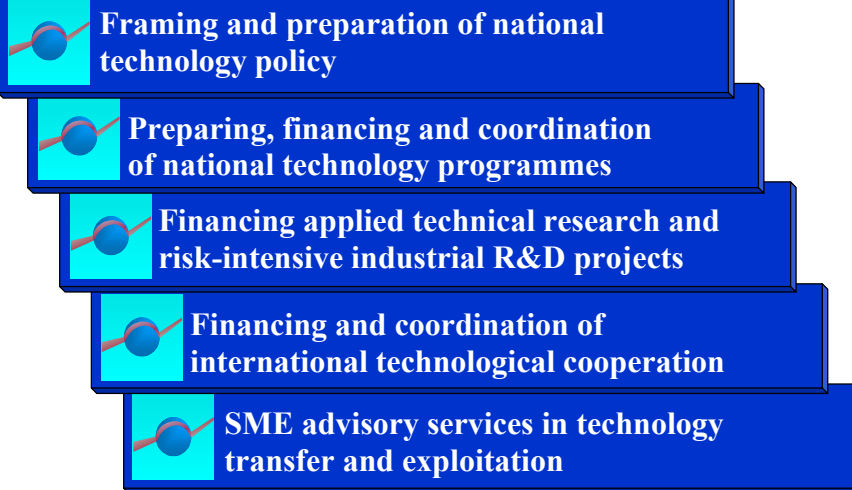 Framing and preparation of national
technology policy
Preparing, financing and coordination
of national technology programmes
Financing applied technical research and
risk-intensive industrial R&D projects
Financing and coordination of
international technological cooperation
SME advisory services in technology
transfer and exploitation